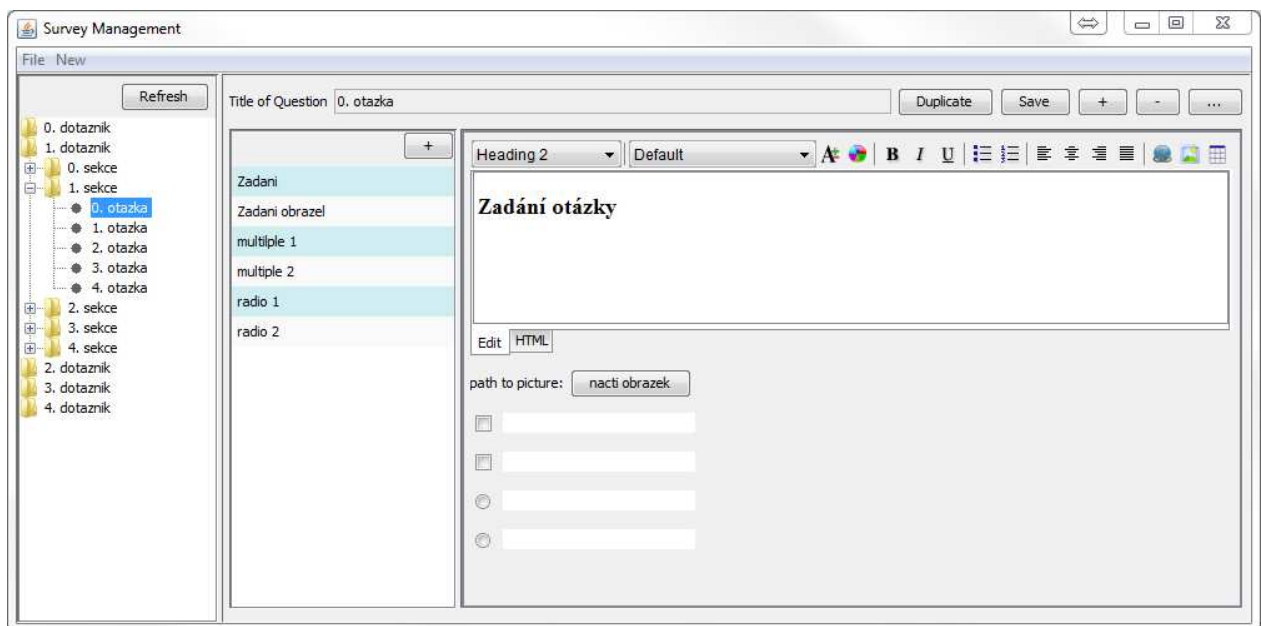 Survey Management
File New
Refresh
0. dotaznik
1. dotaznik
0. sekce
1. sekce
0. otazka
1. otazka
2. otazka
3. otazka
4. otazka
2. sekce
3. sekce
4. sekce
2. dotaznik
3. dotaznik
4. dotaznik
Title of Question 0. otazka Duplicate Save + - ...
+
Zadani
Zadani obrazel
multilple 1
multiple 2
radio 1
radio 2
Heading 2 Default A B I U
Zadání otázky
Edit HTML
path to picture: nacti obrazek